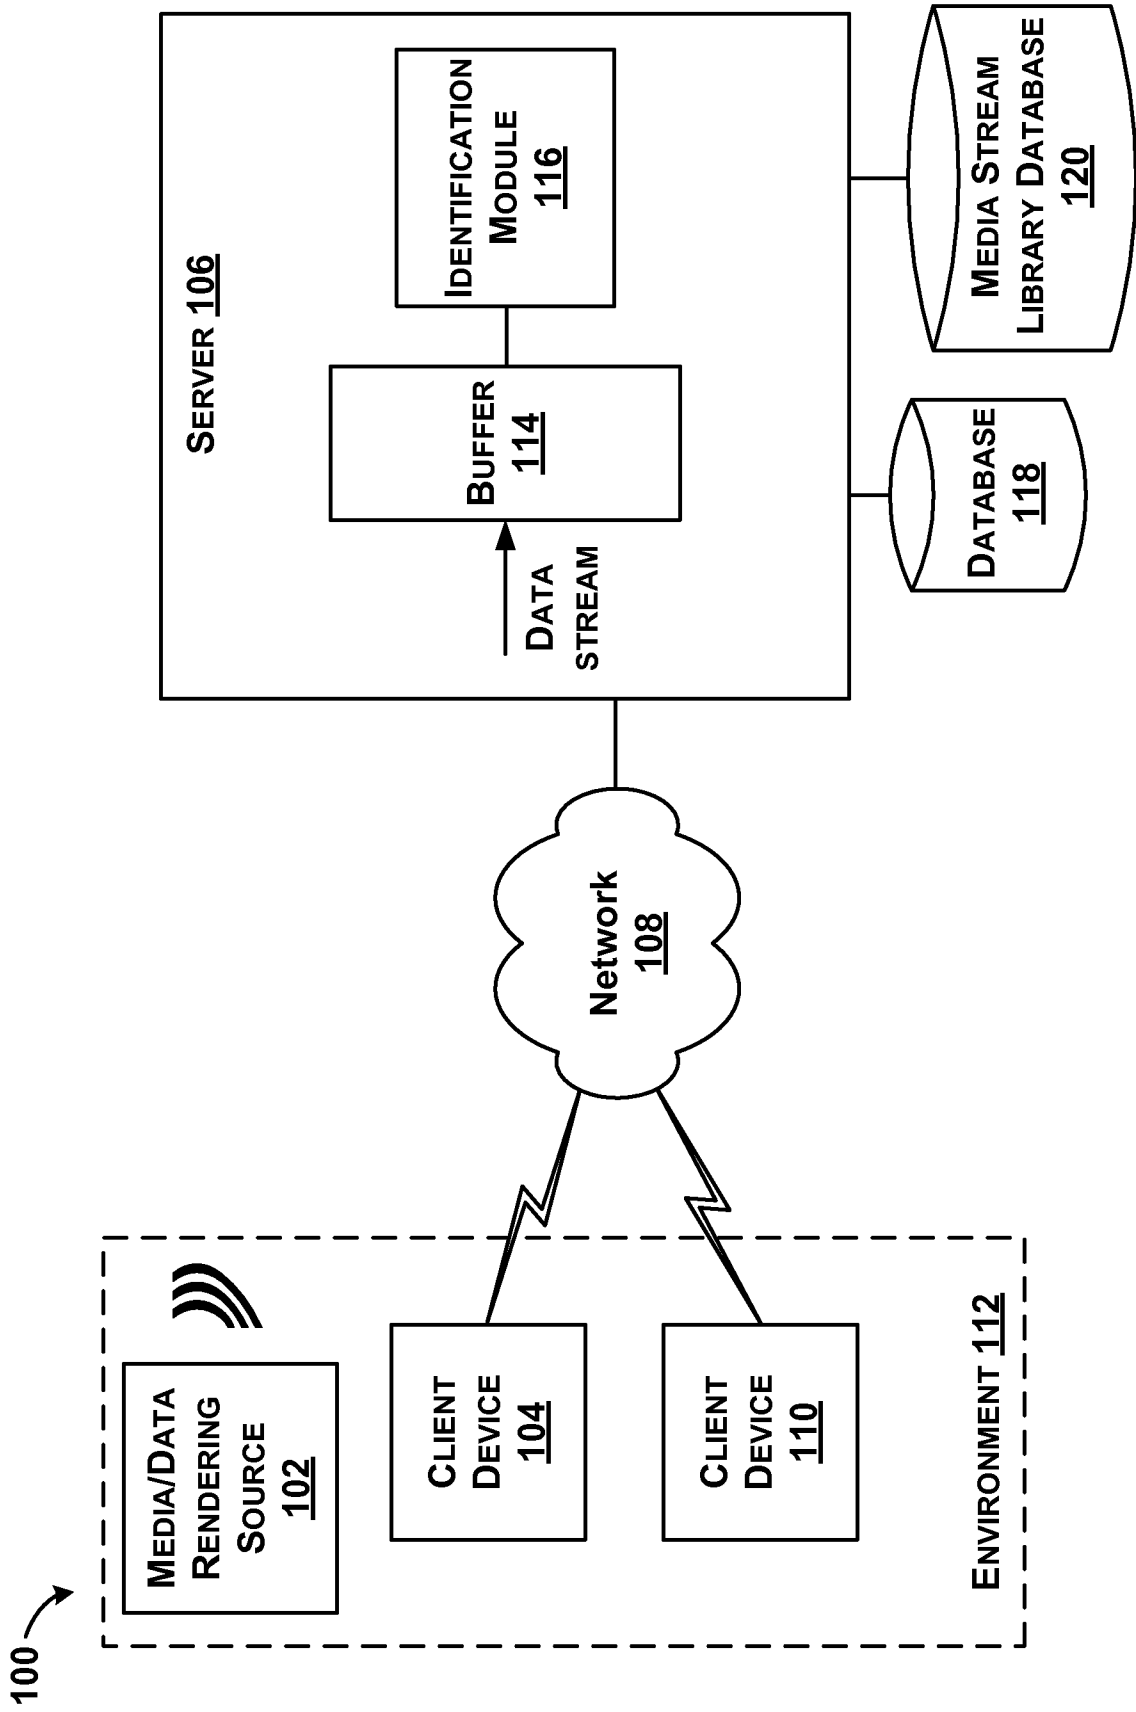 100
MEDIA/DATA
RENDERING
SOURCE
102
CLIENT
DEVICE
104
CLIENT
DEVICE
110
ENVIRONMENT 112
Network
108
SERVER 106
DATA
STREAM
BUFFER
114
IDENTIFICATION
MODULE
116
DATABASE
118
MEDIA STREAM
LIBRARY DATABASE
120